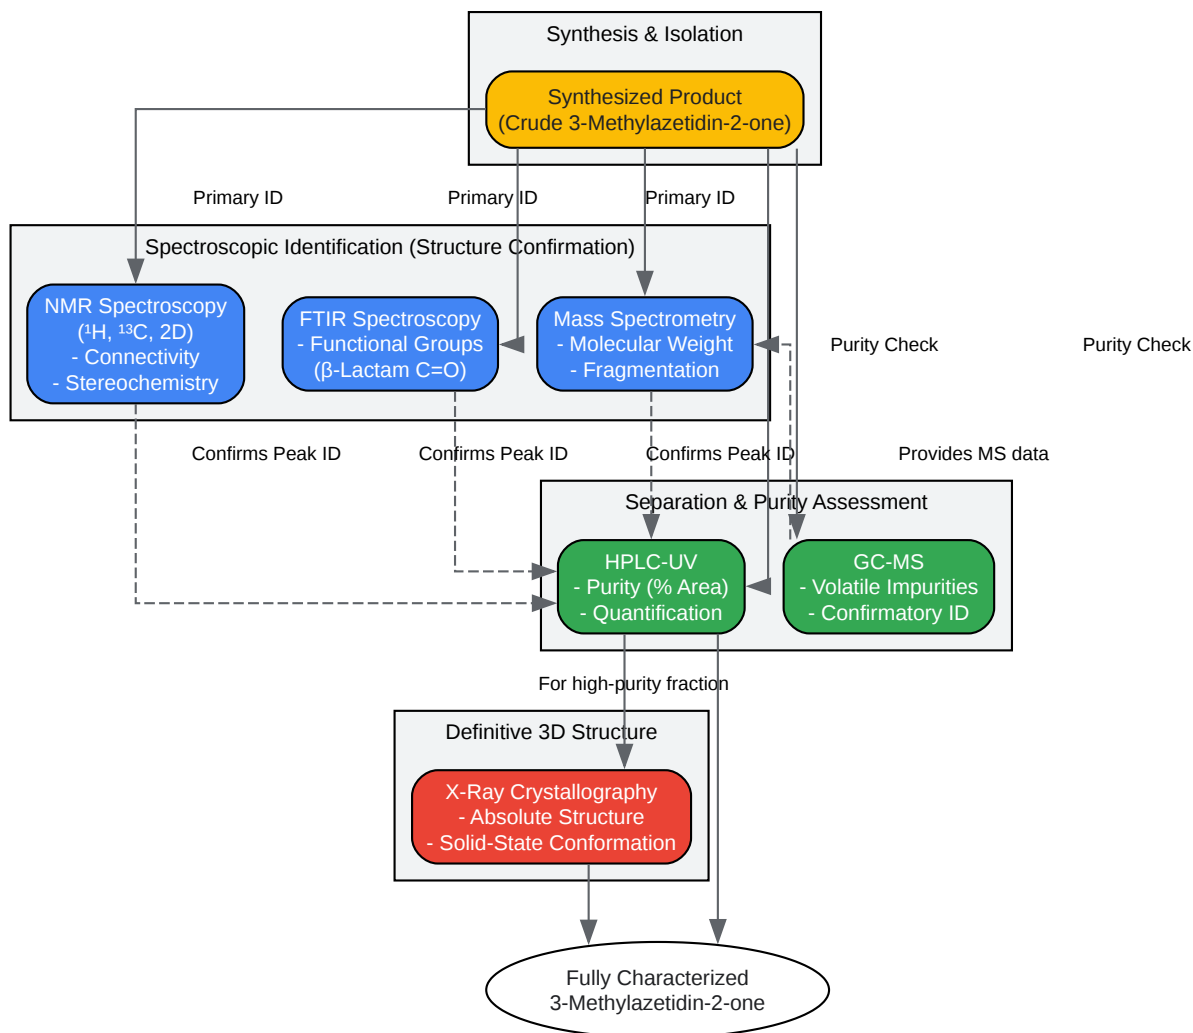 Synthesis & Isolation
Synthesized Product
(Crude 3-Methylazetidin-2-one)
Primary ID
Primary ID
Primary ID
Spectroscopic Identification (Structure Confirmation)
NMR Spectroscopy
(¹H, ¹³C, 2D)
- Connectivity
- Stereochemistry
FTIR Spectroscopy
- Functional Groups
(β-Lactam C=O)
Mass Spectrometry
- Molecular Weight
- Fragmentation
Purity Check
Purity Check
Confirms Peak ID
Confirms Peak ID
Confirms Peak ID
Provides MS data
Separation & Purity Assessment
HPLC-UV
- Purity (% Area)
- Quantification
GC-MS
- Volatile Impurities
- Confirmatory ID
For high-purity fraction
Definitive 3D Structure
X-Ray Crystallography
- Absolute Structure
- Solid-State Conformation
Fully Characterized
3-Methylazetidin-2-one